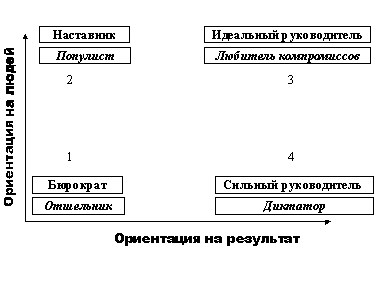 Наставник
Популист
Идеальный руководитель
Любитель компромиссов
2
3
Ориентация на людей
1
4
Бюрократ
Отшельник
Сильный руководитель
Диктатор
Ориентация на результат